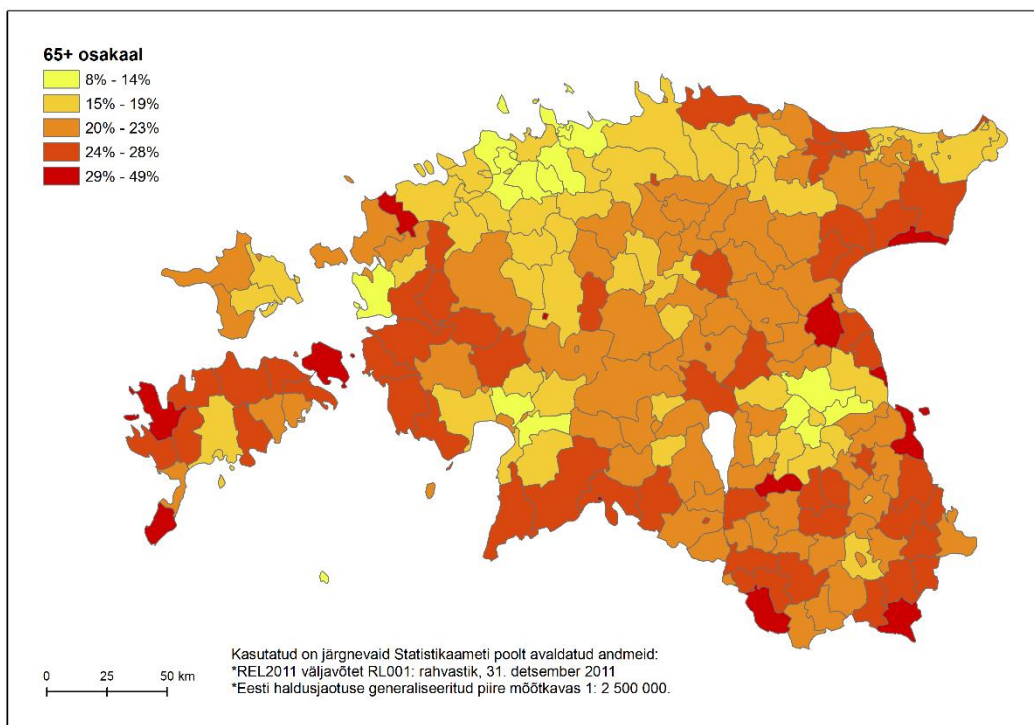 65+ osakaal
8% - 14%
15% - 19%
20% - 23%
24% - 28%
29% - 49%
Kasutatud on järgnevaid Statistikaameti poolt avaldatud andmeid:
*REL2011 väljavõtet RL001: rahvastik, 31. detsember 2011
*Eesti haldusjaotuse generaliseeritud piire mõõtkavas 1: 2 500 000.
0 25 50 km